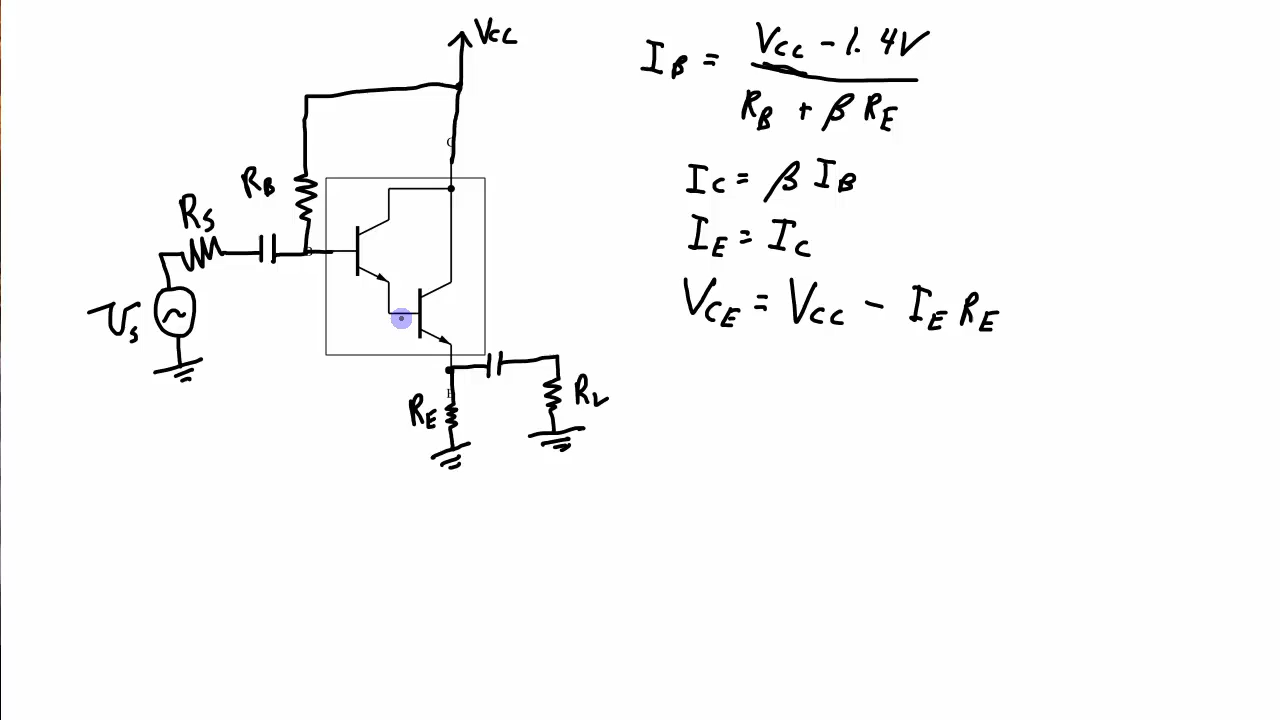 Vcc
RB
RS
C
B
Vs
E
RE
RL
IB = Vcc - 1.4V
RB + β RE
Ic = β IB
IE = Ic
VCE = Vcc - IE RE